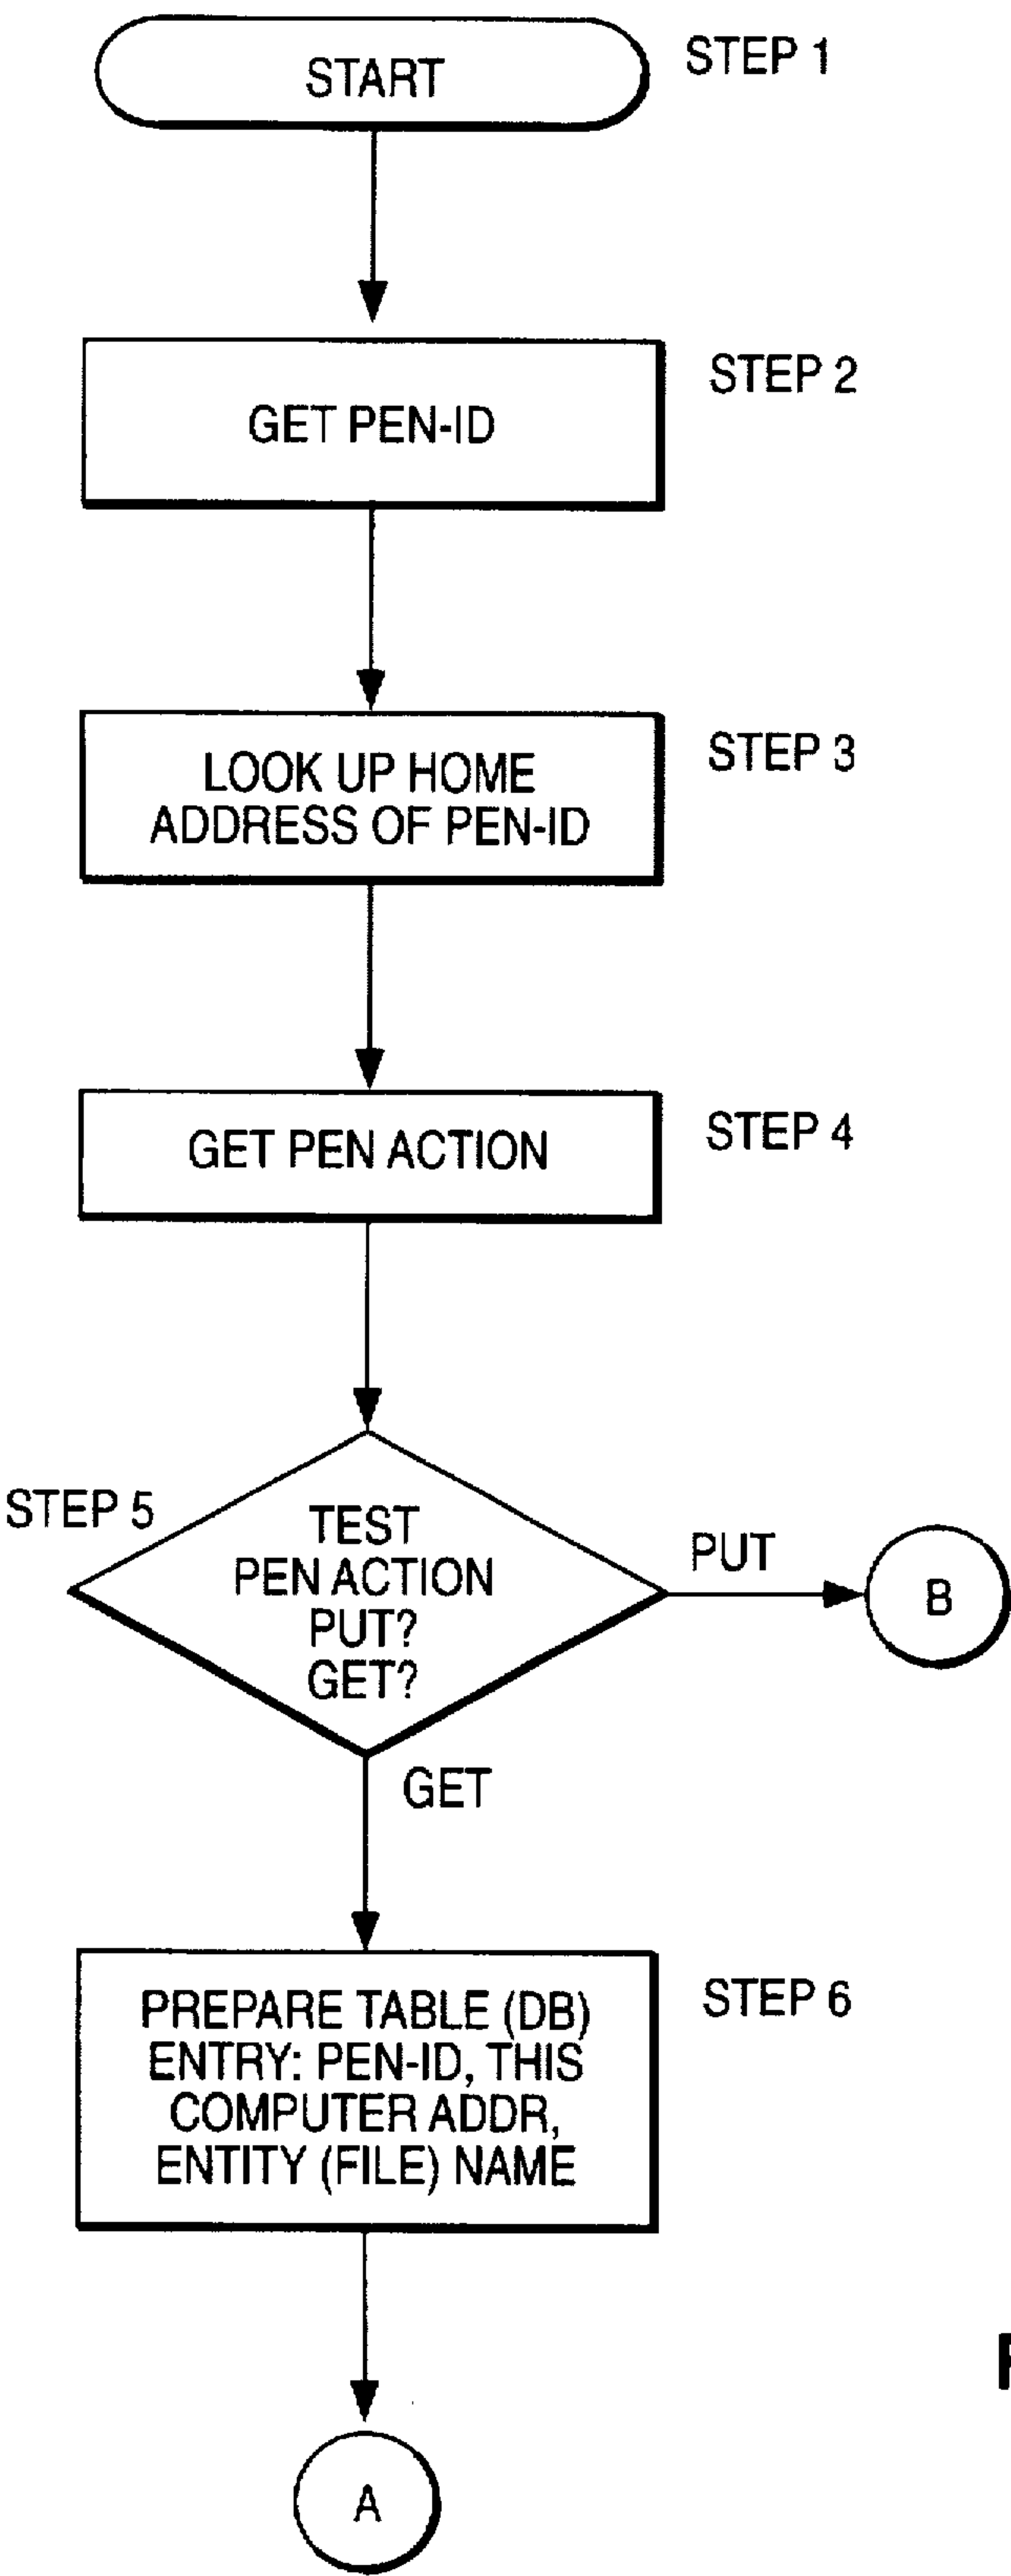 START
STEP 1
GET PEN-ID
STEP 2
LOOK UP HOME
ADDRESS OF PEN-ID
STEP 3
GET PEN ACTION
STEP 4
STEP 5
TEST
PEN ACTION
PUT?
GET?
PUT
B
GET
PREPARE TABLE (DB)
ENTRY: PEN-ID, THIS
COMPUTER ADDR,
ENTITY (FILE) NAME
STEP 6
A